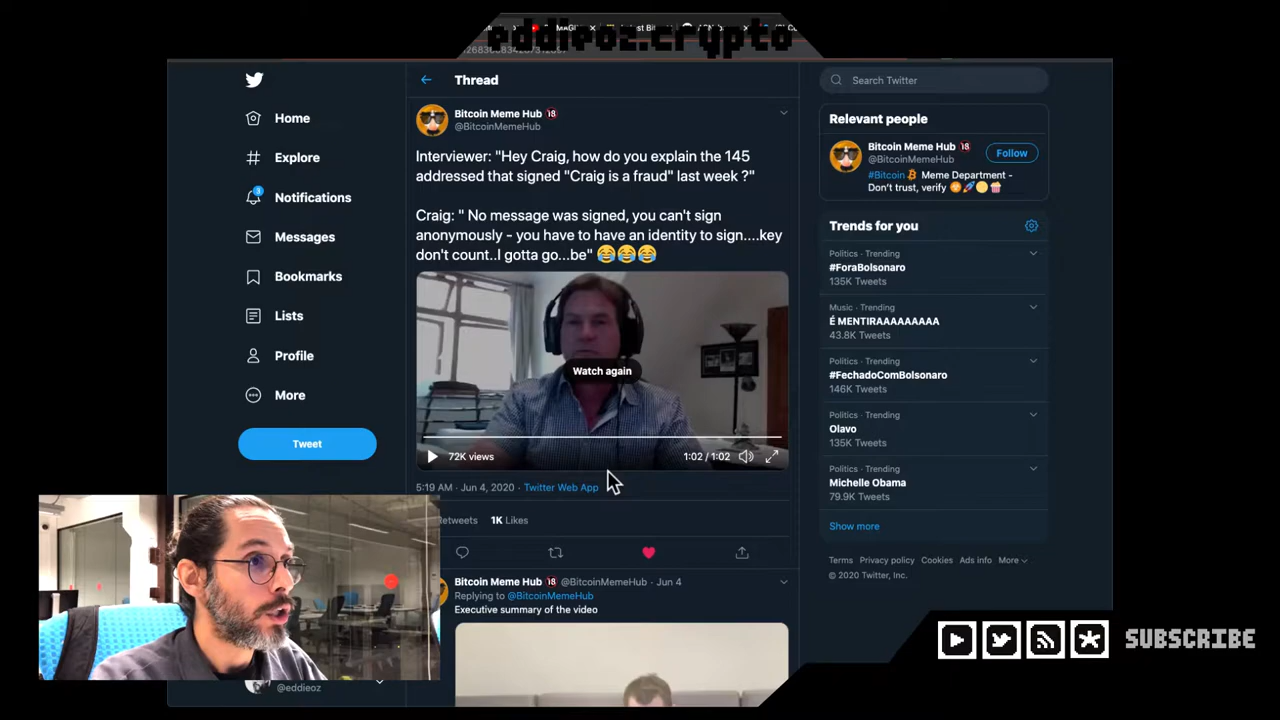 eddieoz.crypto
Thread
Search Twitter
Home
Explore
3
Notifications
Messages
Bookmarks
Lists
Profile
More
Tweet
Bitcoin Meme Hub 🔞
@BitcoinMemeHub
Interviewer: "Hey Craig, how do you explain the 145
addressed that signed "Craig is a fraud" last week ?"
Craig: " No message was signed, you can't sign
anonymously - you have to have an identity to sign....key
don't count..I gotta go...be" 😂😂😂
Watch again
72K views
1:02 / 1:02
5:19 AM · Jun 4, 2020 · Twitter Web App
1K Likes
Bitcoin Meme Hub 🔞 @BitcoinMemeHub · Jun 4
Replying to @BitcoinMemeHub
Executive summary of the video
Relevant people
Bitcoin Meme Hub 🔞
@BitcoinMemeHub
Follow
#Bitcoin Meme Department -
Don't trust, verify
Trends for you
Politics · Trending
#ForaBolsonaro
135K Tweets
Music · Trending
É MENTIRAAAAAAAAA
43.8K Tweets
Politics · Trending
#FechadoComBolsonaro
146K Tweets
Politics · Trending
Olavo
135K Tweets
Politics · Trending
Michelle Obama
79.9K Tweets
Show more
Terms Privacy policy Cookies Ads info More
© 2020 Twitter, Inc.
@eddieoz
SUBSCRIBE